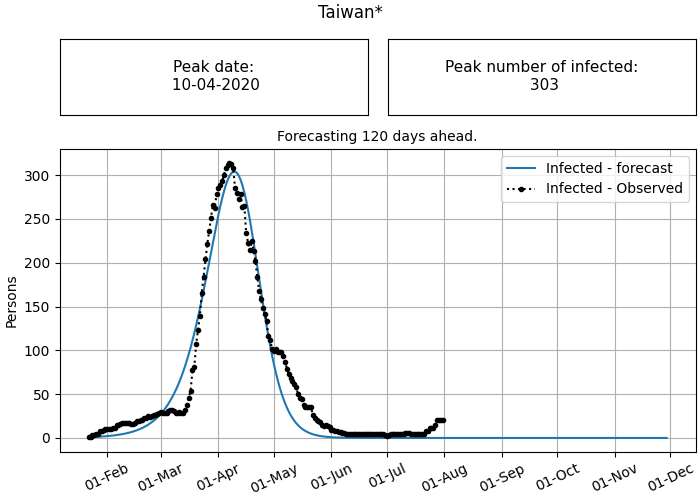 Taiwan*
Peak date:
10-04-2020
Peak number of infected:
303
Forecasting 120 days ahead.
Infected - forecast
Infected - Observed
Persons
300
250
200
150
100
50
0
01-Feb
01-Mar
01-Apr
01-May
01-Jun
01-Jul
01-Aug
01-Sep
01-Oct
01-Nov
01-Dec